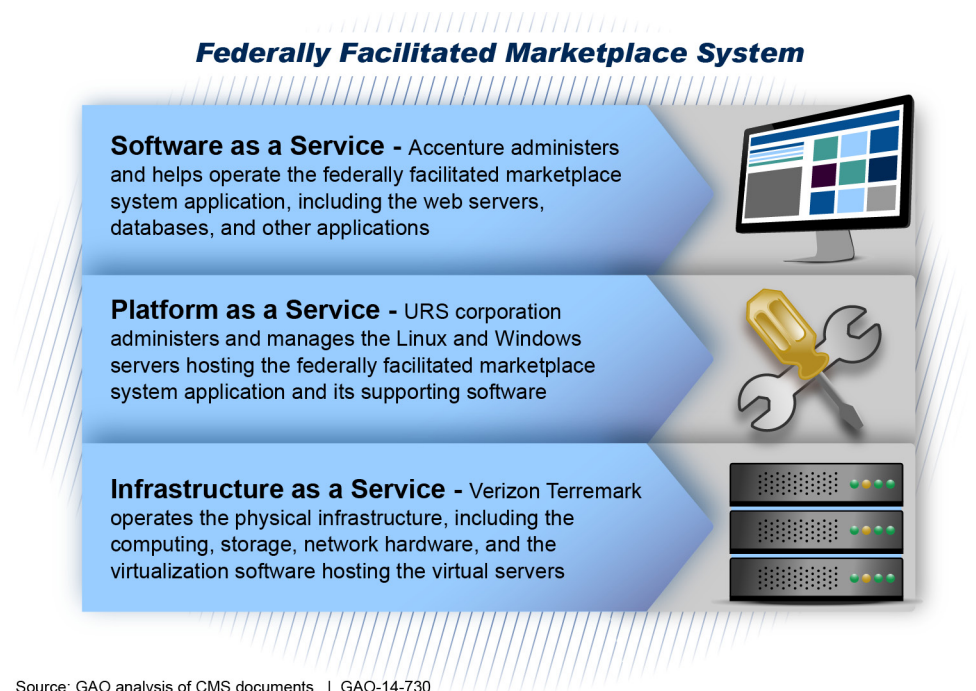 Federally Facilitated Marketplace System
Software as a Service - Accenture administers
and helps operate the federally facilitated marketplace
system application, including the web servers,
databases, and other applications
Platform as a Service - URS corporation
administers and manages the Linux and Windows
servers hosting the federally facilitated marketplace
system application and its supporting software
Infrastructure as a Service - Verizon Terremark
operates the physical infrastructure, including the
computing, storage, network hardware, and the
virtualization software hosting the virtual servers
Source: GAO analysis of CMS documents. | GAO-14-730